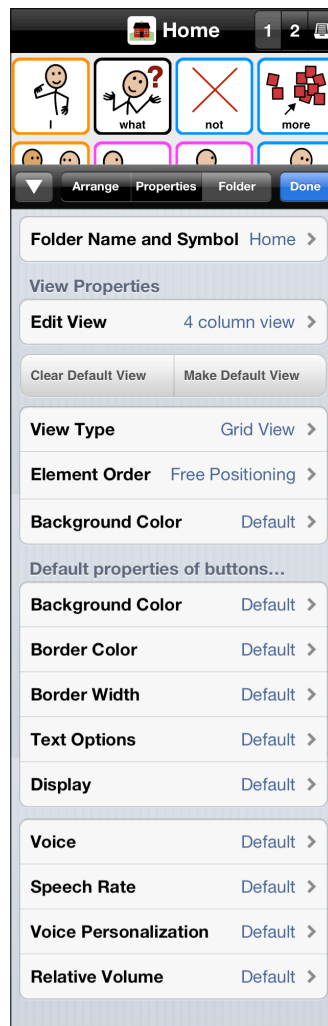 Home 1 2
I what not more
?
Arrange Properties Folder Done
Folder Name and Symbol Home
View Properties
Edit View 4 column view
Clear Default View Make Default View
View Type Grid View
Element Order Free Positioning
Background Color Default
Default properties of buttons...
Background Color Default
Border Color Default
Border Width Default
Text Options Default
Display Default
Voice Default
Speech Rate Default
Voice Personalization Default
Relative Volume Default